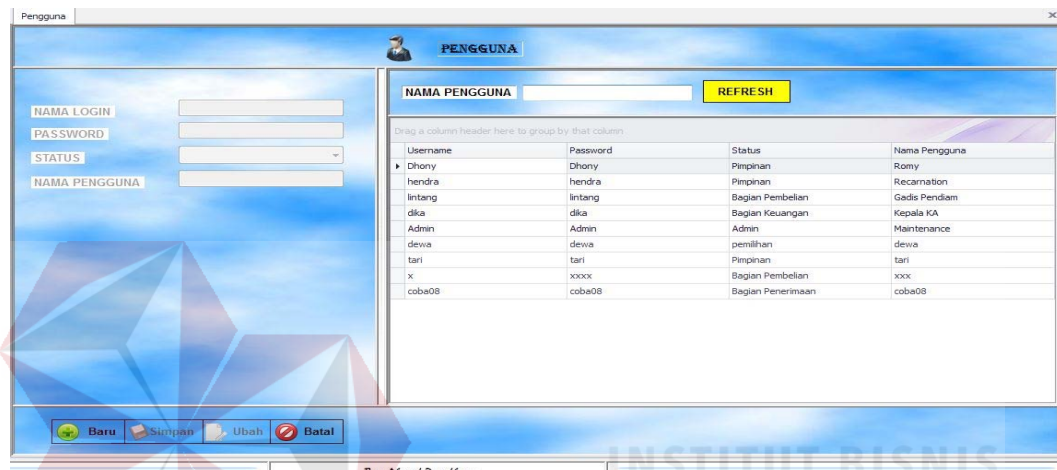 Pengguna
PENGGUNA
NAMA LOGIN
PASSWORD
STATUS
NAMA PENGGUNA
NAMA PENGGUNA REFRESH
Drag a column header here to group by that column
Username Password Status Nama Pengguna
Dhony Dhony Pimpinan Romy
hendra hendra Pimpinan Recarnation
lintang lintang Bagian Pembelian Gadis Pendiam
dika dika Bagian Keuangan Kepala KA
Admin Admin Admin Maintenance
dewa dewa pemilihan dewa
tari tari Pimpinan tari
x xxxx Bagian Pembelian xxx
coba08 coba08 Bagian Penerimaan coba08
Baru Simpan Ubah Batal
INSTITUT BISNIS